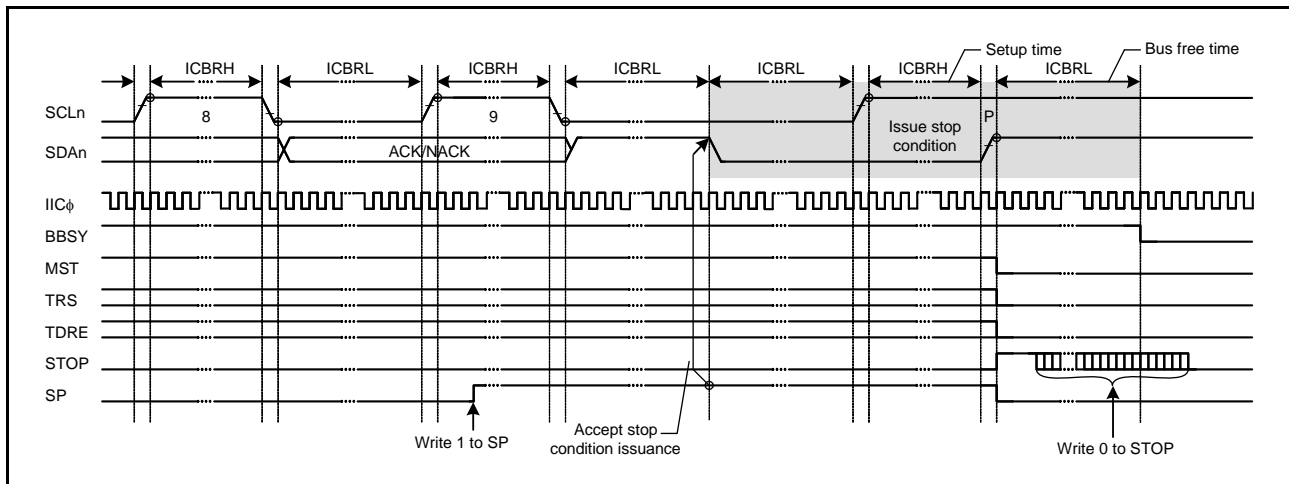 Setup time
Bus free time
ICBRH
ICBRL
ICBRH
ICBRL
ICBRL
ICBRH
ICBRL
SCLn
8
9
Issue stop
condition
P
SDAn
ACK/NACK
IICϕ
BBSY
MST
TRS
TDRE
STOP
SP
Write 1 to SP
Accept stop
condition issuance
Write 0 to STOP